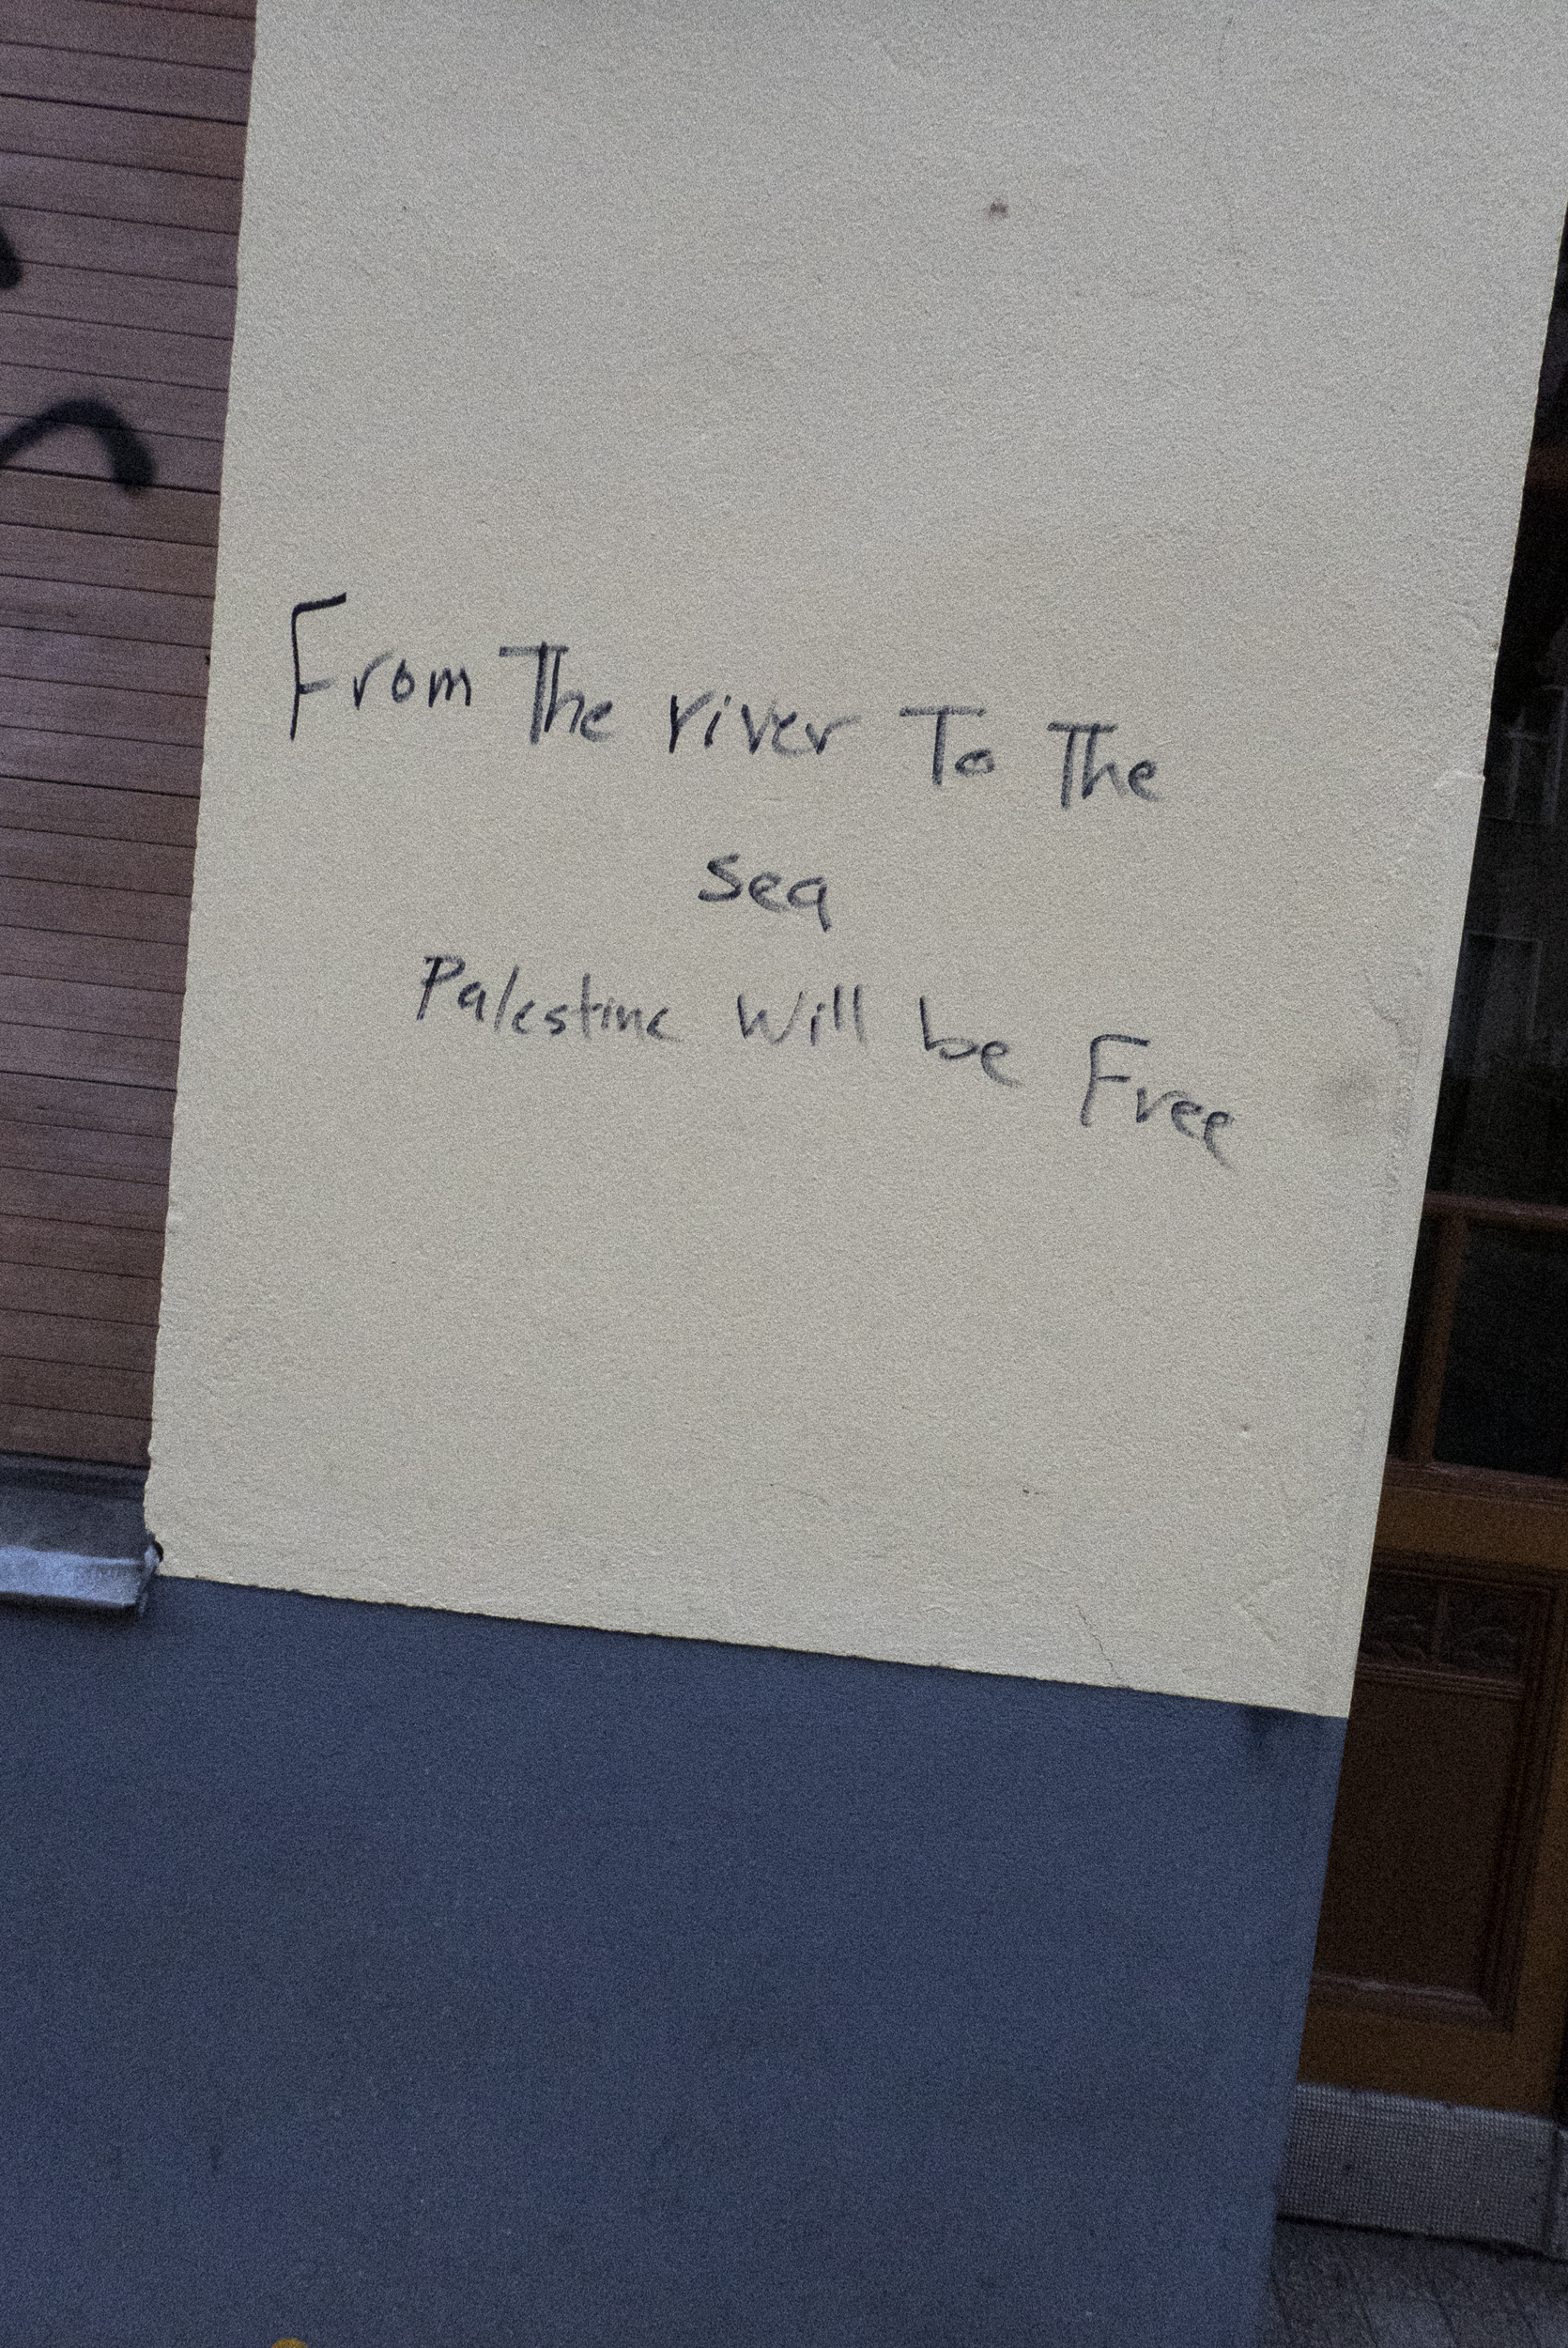 From The river To The
sea
Palestine will be Free